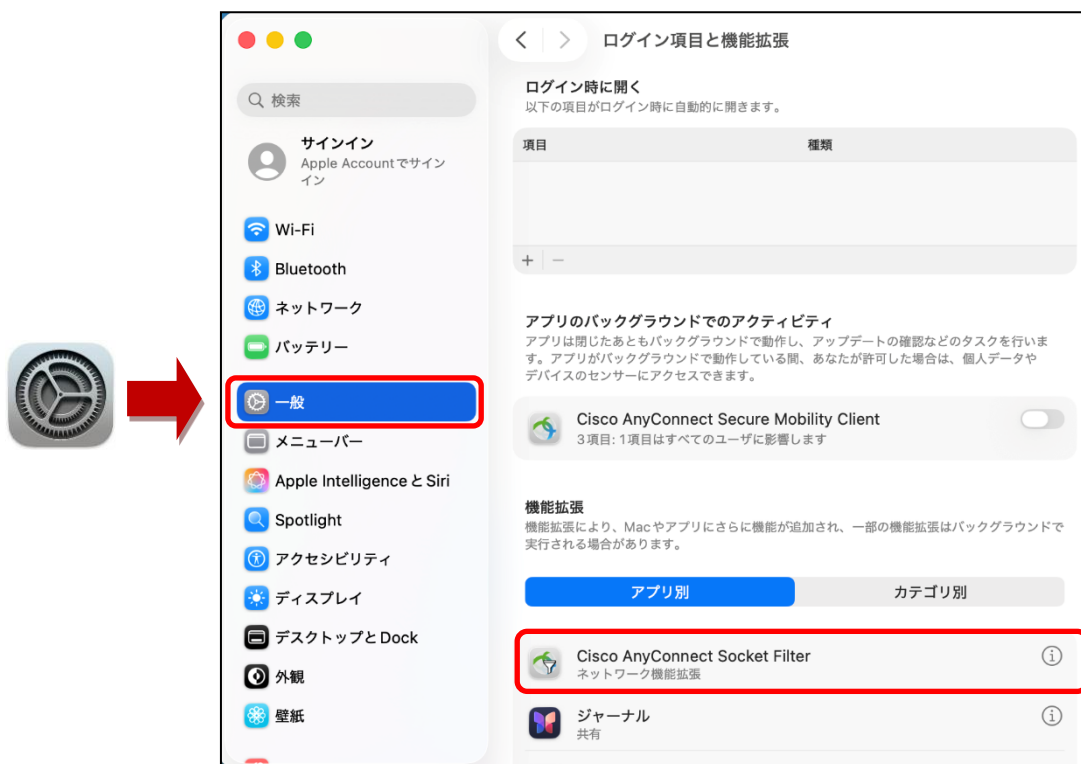 ログイン項目と機能拡張
検索
サインイン
Apple Accountでサイン
イン
Wi-Fi
Bluetooth
ネットワーク
バッテリー
一般
メニューバー
Apple Intelligence と Siri
Spotlight
アクセシビリティ
ディスプレイ
デスクトップと Dock
外観
壁紙
ログイン時に開く
以下の項目がログイン時に自動的に開きます。
項目 種類
アプリのバックグラウンドでのアクティビティ
アプリは閉じたあともバックグラウンドで動作し、アップデートの確認などのタスクを行いま
す。アプリがバックグラウンドで動作している間、あなたが許可した場合は、個人データや
デバイスのセンサーにアクセスできます。
Cisco AnyConnect Secure Mobility Client
3項目: 1項目はすべてのユーザに影響します
機能拡張
機能拡張により、Macやアプリにさらに機能が追加され、一部の機能拡張はバックグラウンドで
実行される場合があります。
アプリ別 カテゴリ別
Cisco AnyConnect Socket Filter
ネットワーク機能拡張
ジャーナル
共有